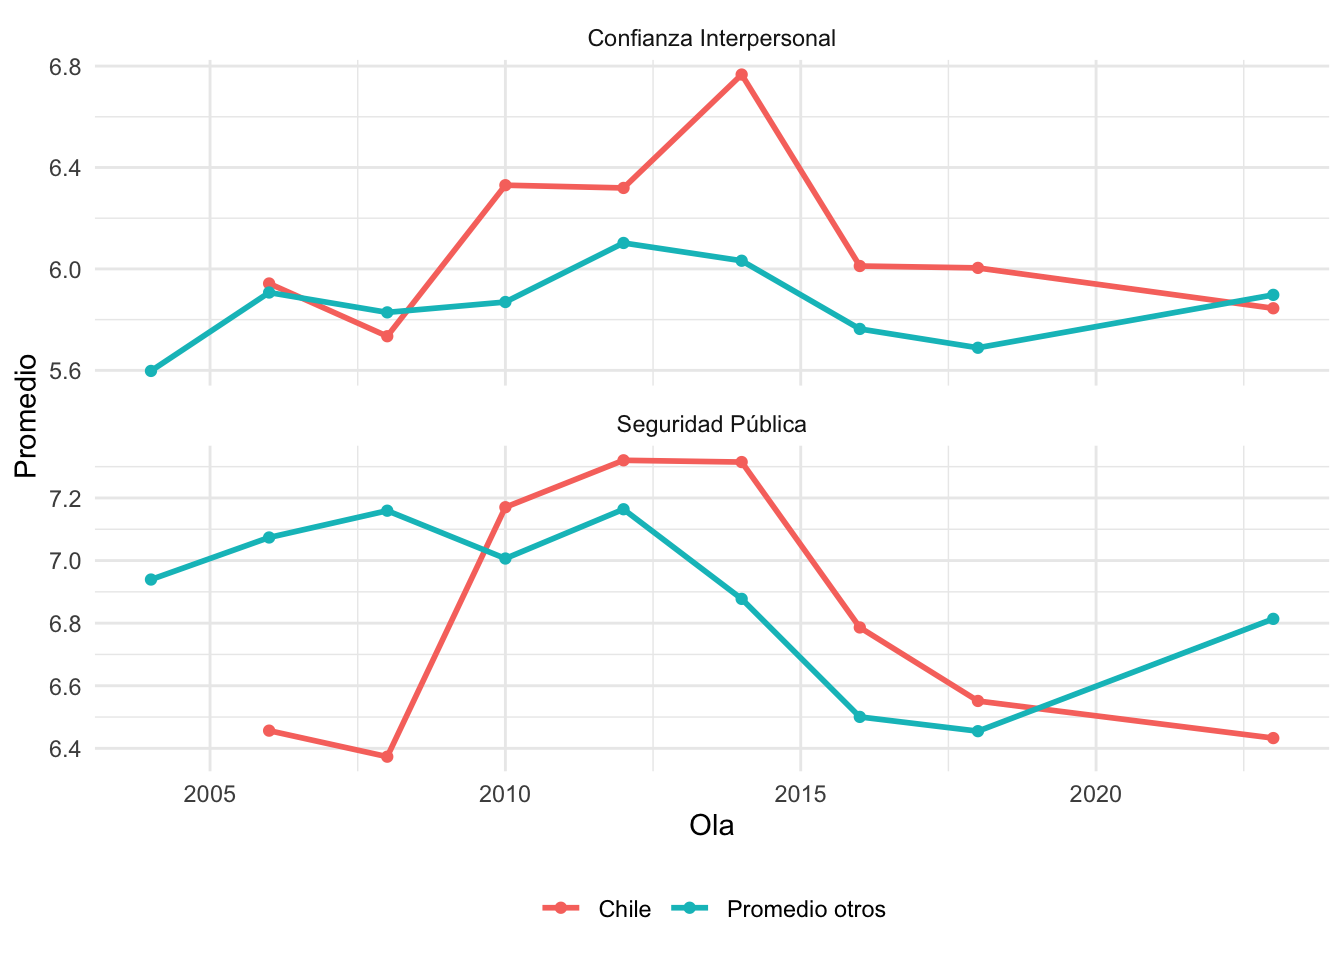 Confianza Interpersonal
6.8
6.4
6.0
5.6
Promedio
Seguridad Pública
7.2
7.0
6.8
6.6
6.4
2005 2010 2015 2020
Ola
Chile Promedio otros